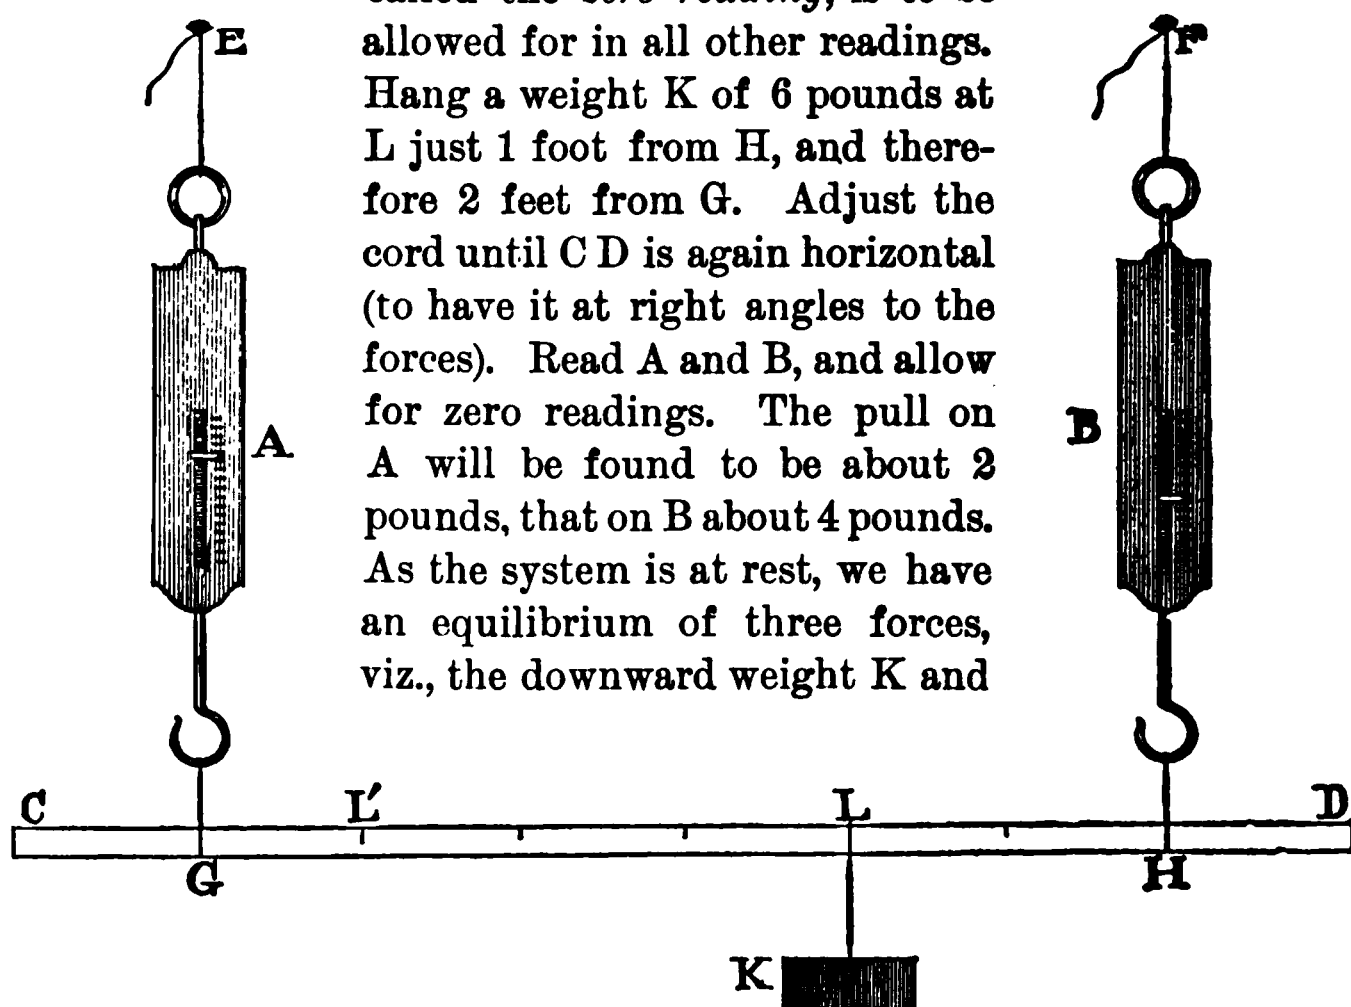 E
F
allowed for in all other readings.
Hang a weight K of 6 pounds at
L just 1 foot from H, and there-
fore 2 feet from G. Adjust the
cord until C D is again horizontal
(to have it at right angles to the
forces). Read A and B, and allow
for zero readings. The pull on
A will be found to be about 2
pounds, that on B about 4 pounds.
As the system is at rest, we have
an equilibrium of three forces,
viz., the downward weight K and
A
B
C
L′
L
D
G
H
K